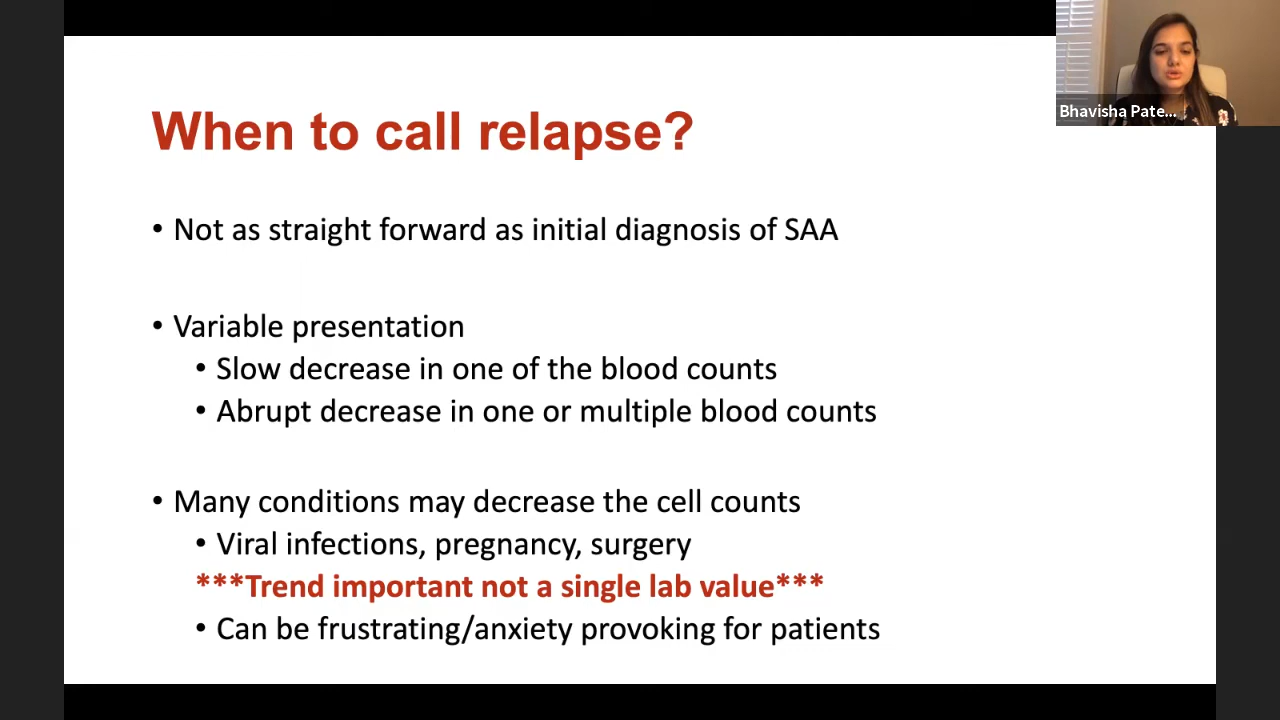 When to call relapse?
• Not as straight forward as initial diagnosis of SAA
• Variable presentation
• Slow decrease in one of the blood counts
• Abrupt decrease in one or multiple blood counts
• Many conditions may decrease the cell counts
• Viral infections, pregnancy, surgery
***Trend important not a single lab value***
• Can be frustrating/anxiety provoking for patients
Bhavisha Pate...